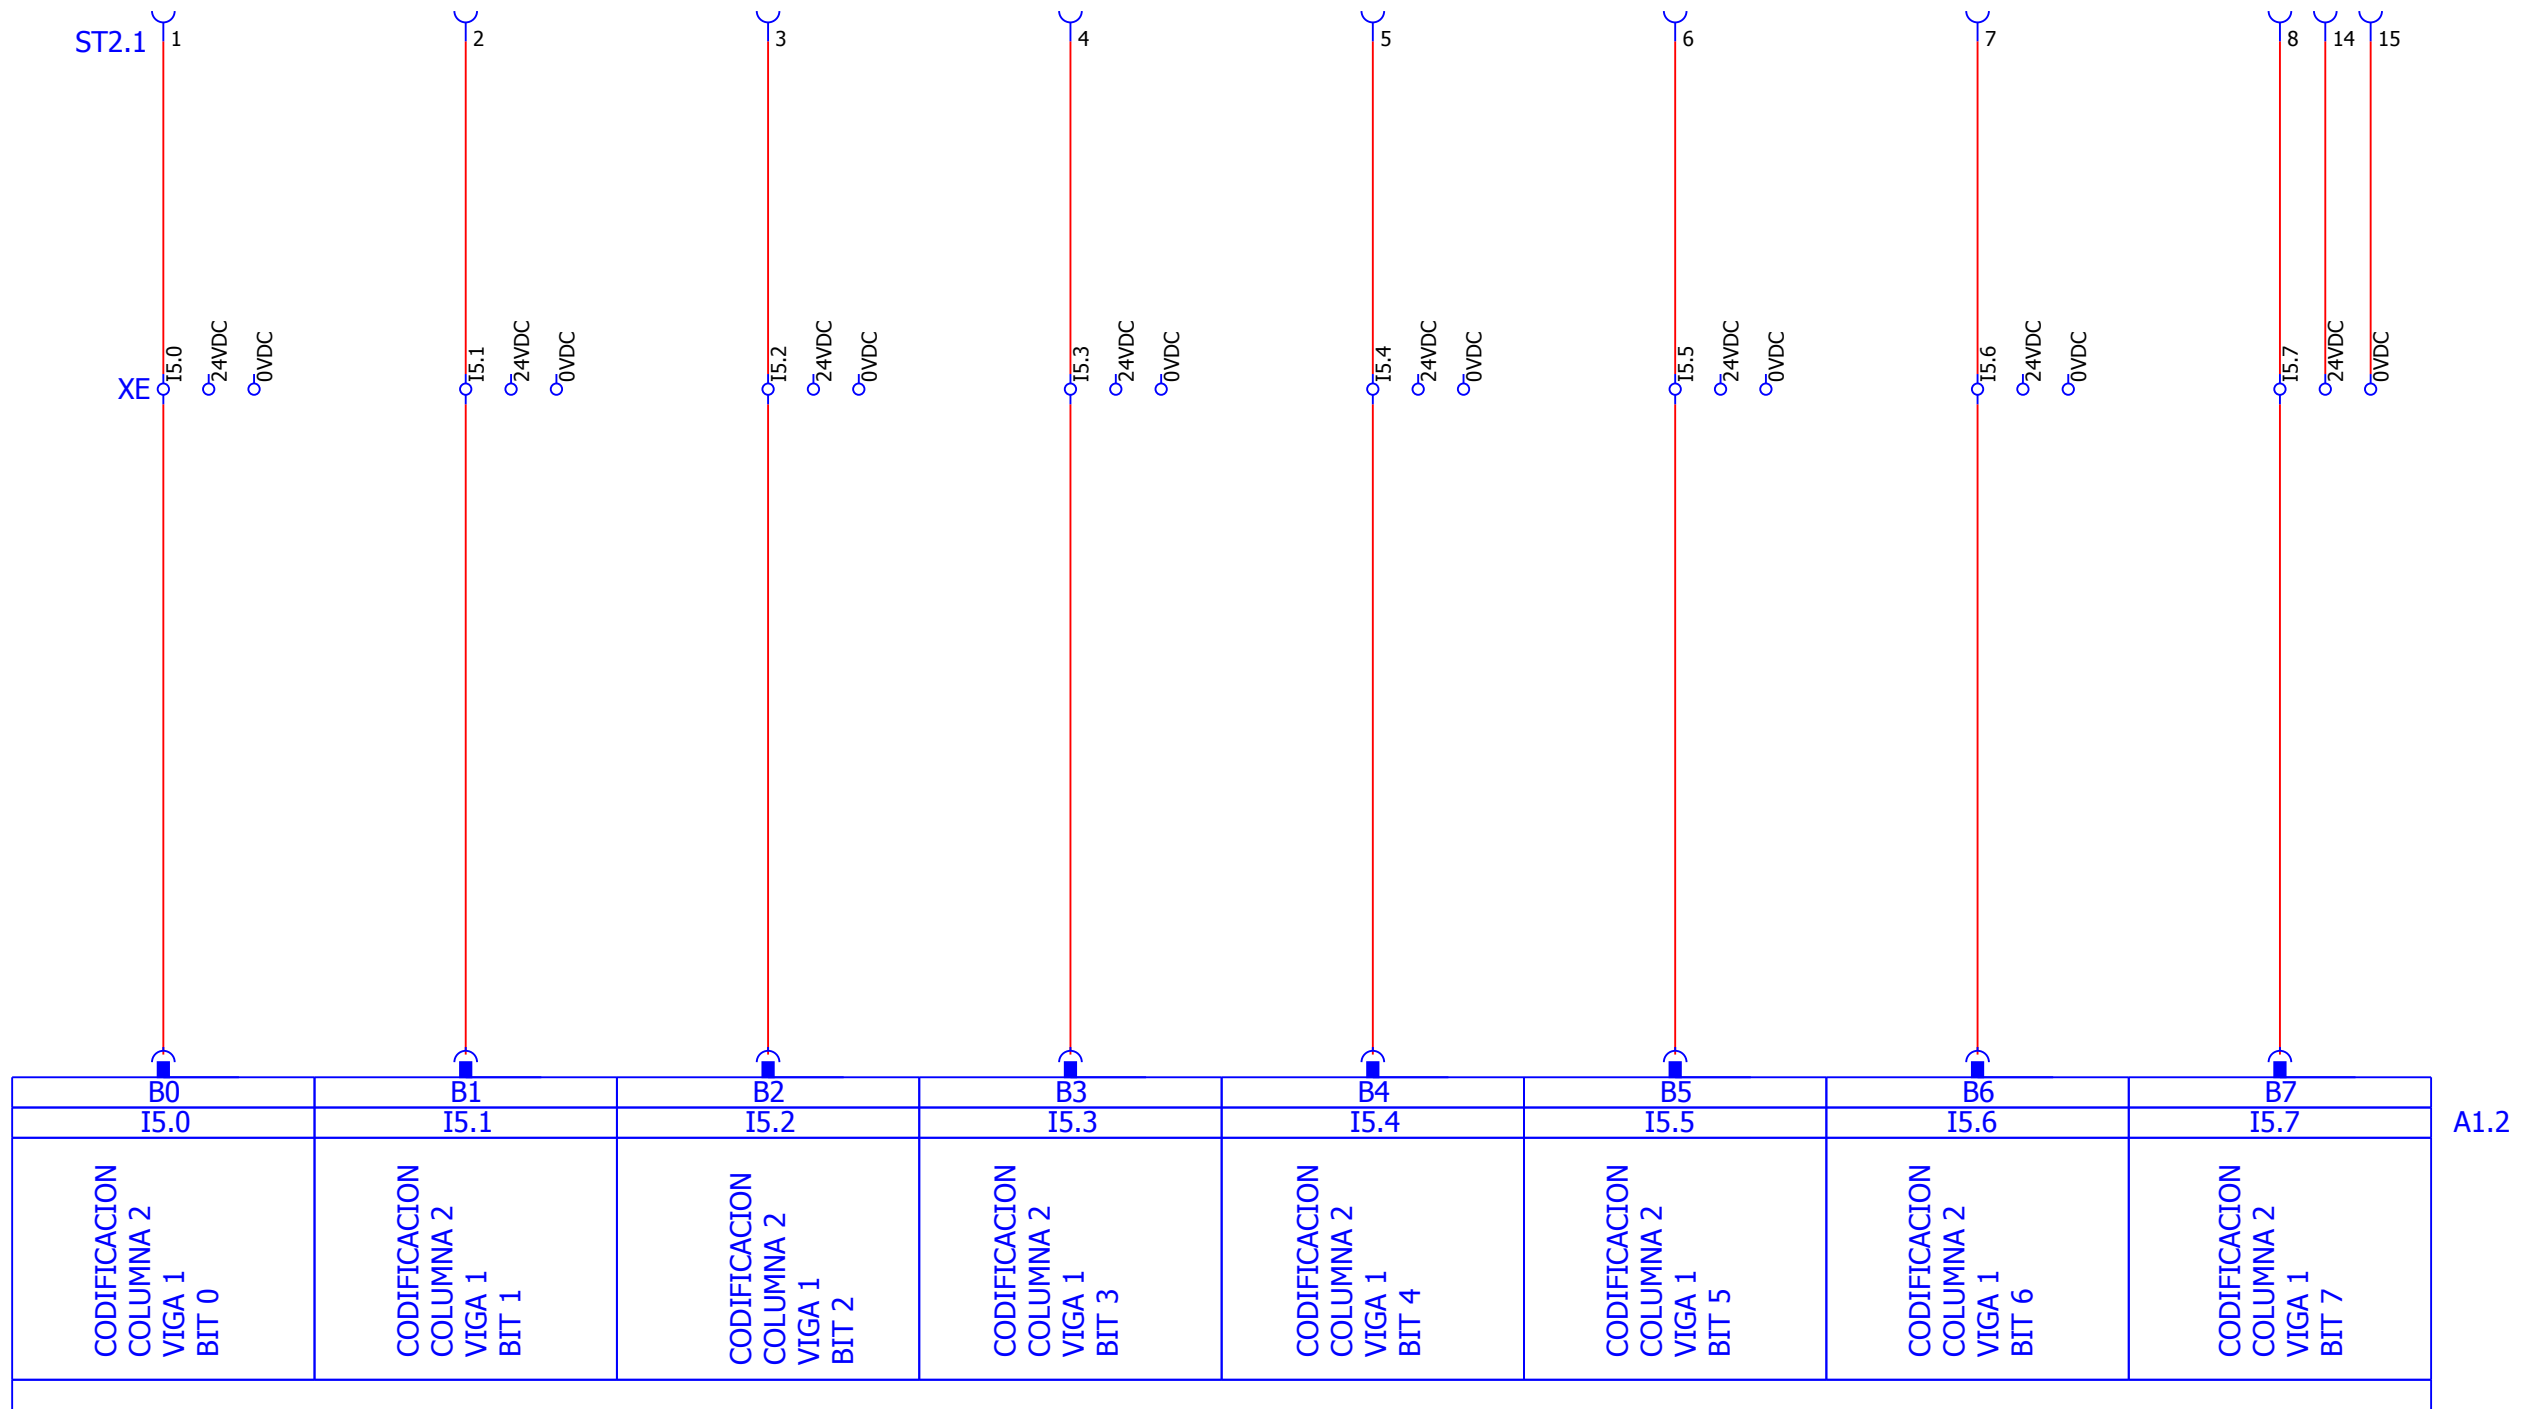 ST2.1 1 2 3 4 5 6 7 8 14 15
XE I5.0 24VDC 0VDC I5.1 24VDC 0VDC I5.2 24VDC 0VDC I5.3 24VDC 0VDC I5.4 24VDC 0VDC I5.5 24VDC 0VDC I5.6 24VDC 0VDC I5.7 24VDC 0VDC
B0 B1 B2 B3 B4 B5 B6 B7
I5.0 I5.1 I5.2 I5.3 I5.4 I5.5 I5.6 I5.7 A1.2
CODIFICACION
COLUMNA 2
VIGA 1
BIT 0
CODIFICACION
COLUMNA 2
VIGA 1
BIT 1
CODIFICACION
COLUMNA 2
VIGA 1
BIT 2
CODIFICACION
COLUMNA 2
VIGA 1
BIT 3
CODIFICACION
COLUMNA 2
VIGA 1
BIT 4
CODIFICACION
COLUMNA 2
VIGA 1
BIT 5
CODIFICACION
COLUMNA 2
VIGA 1
BIT 6
CODIFICACION
COLUMNA 2
VIGA 1
BIT 7